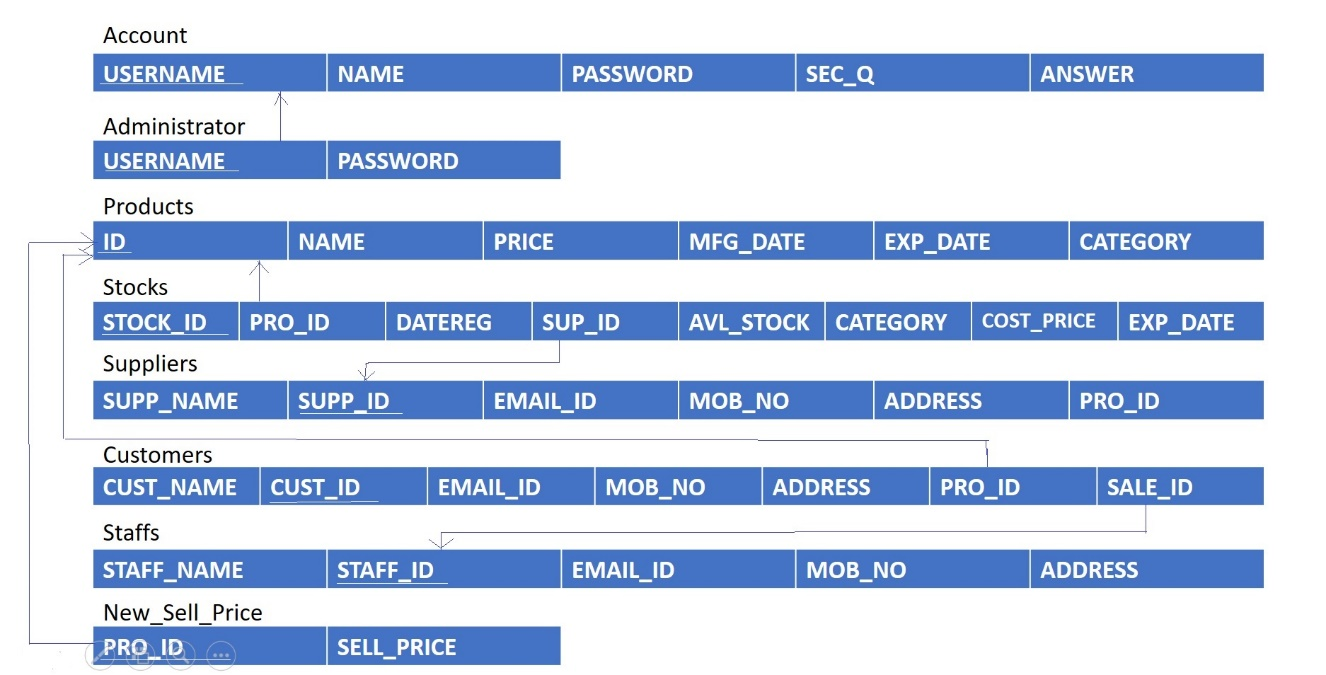 Account
USERNAME NAME PASSWORD SEC_Q ANSWER
Administrator
USERNAME PASSWORD
Products
ID NAME PRICE MFG_DATE EXP_DATE CATEGORY
Stocks
STOCK_ID PRO_ID DATEREG SUP_ID AVL_STOCK CATEGORY COST_PRICE EXP_DATE
Suppliers
SUPP_NAME SUPP_ID EMAIL_ID MOB_NO ADDRESS PRO_ID
Customers
CUST_NAME CUST_ID EMAIL_ID MOB_NO ADDRESS PRO_ID SALE_ID
Staffs
STAFF_NAME STAFF_ID EMAIL_ID MOB_NO ADDRESS
New_Sell_Price
PRO_ID SELL_PRICE